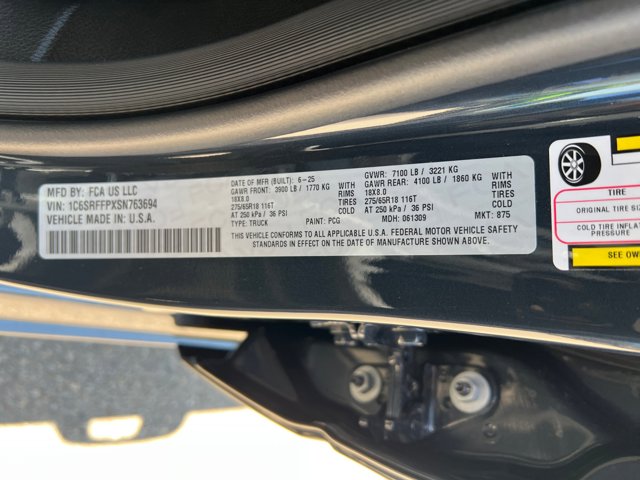 MFD BY: FCA US LLC
VIN: 1C6SRFFPXSN763694
VEHICLE MADE IN U.S.A.
DATE OF MFR (BUILT): 6-25
GAWR FRONT: 3900 LB / 1770 KG WITH
18X8.0 RIMS
275/65R18 116T TIRES
AT 250 kPa / 36 PSI COLD
TYPE: TRUCK
PAINT: PCG
GVWR: 7100 LB / 3221 KG
GAWR REAR: 4100 LB / 1860 KG WITH
18X8.0 RIMS
275/65R18 116T TIRES
AT 250 kPa / 36 PSI COLD
MDH: 061309
MKT: 875
THIS VEHICLE CONFORMS TO ALL APPLICABLE U.S.A. FEDERAL MOTOR VEHICLE SAFETY
STANDARDS IN EFFECT ON THE DATE OF MANUFACTURE SHOWN ABOVE.
TIRE
ORIGINAL TIRE SIZE
COLD TIRE INFLAT
PRESSURE
SEE OWN